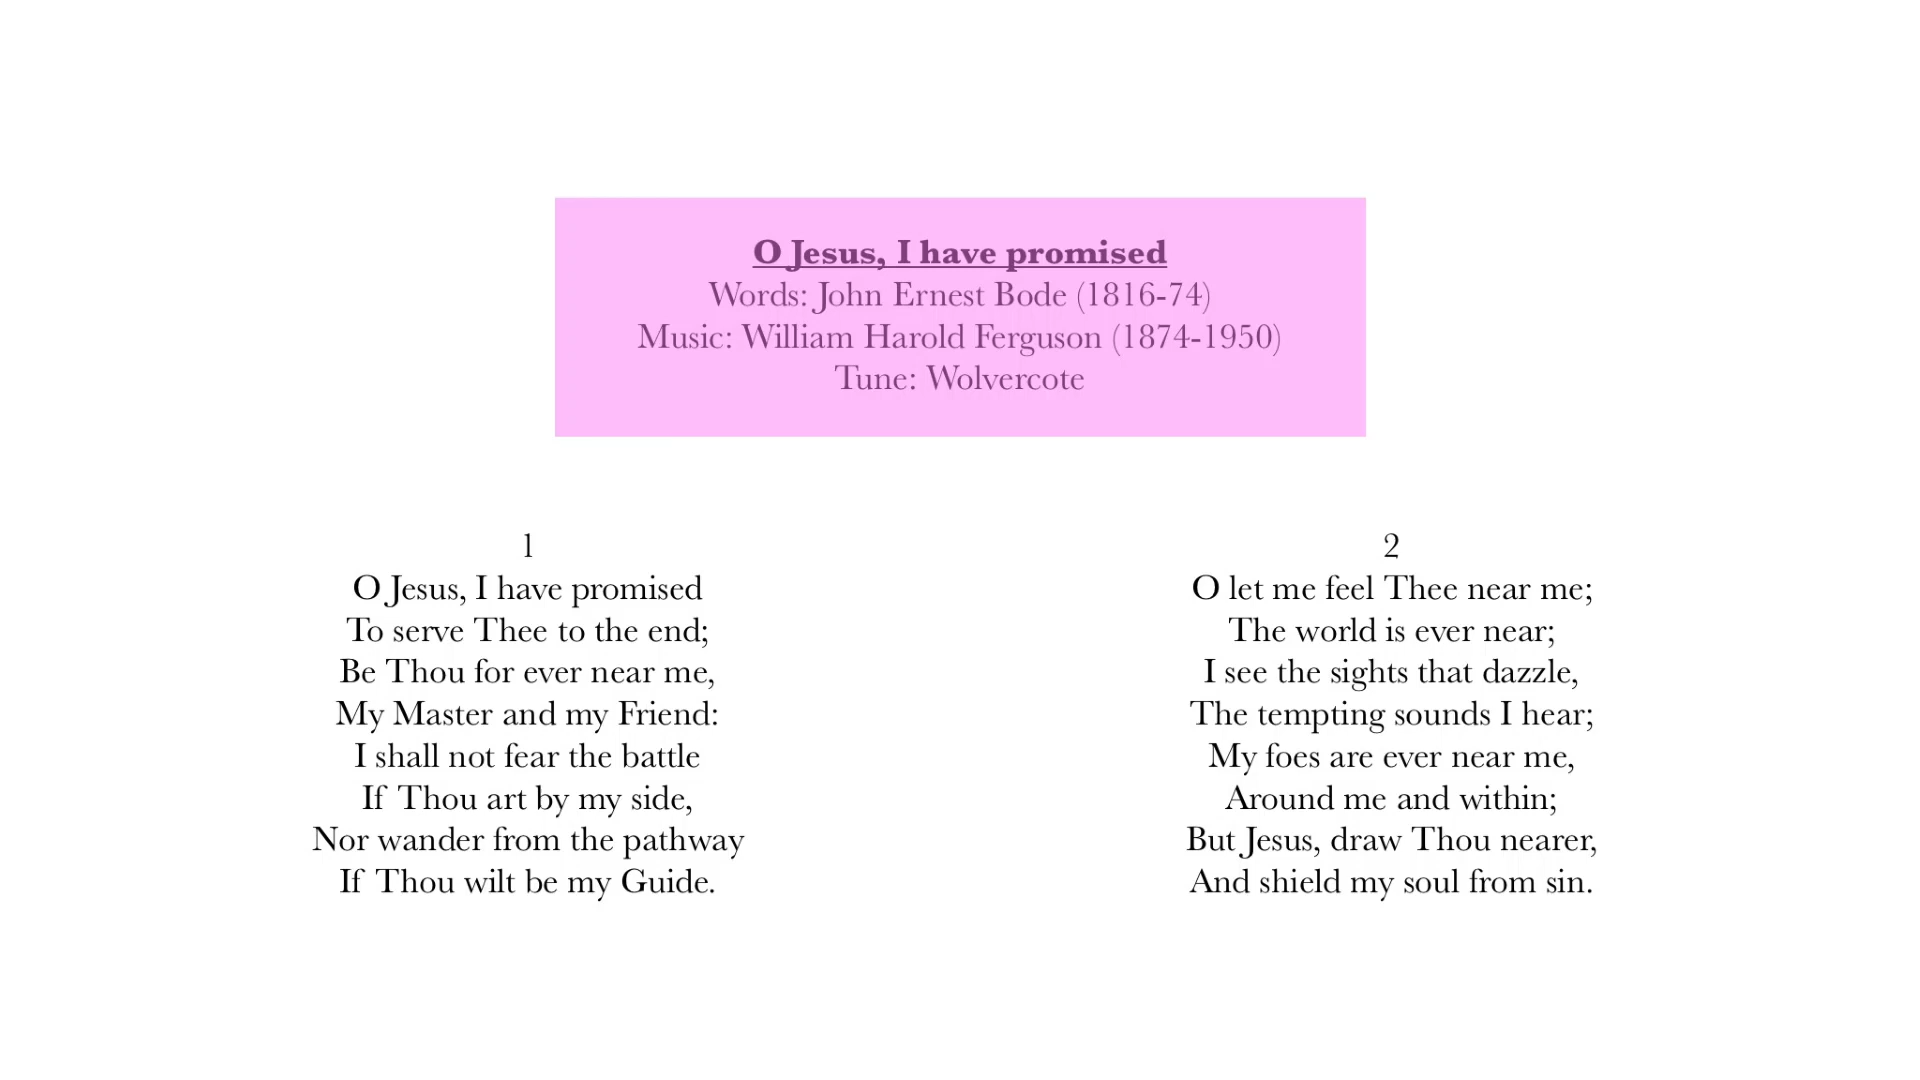 O Jesus, I have promised
Words: John Ernest Bode (1816-74)
Music: William Harold Ferguson (1874-1950)
Tune: Wolvercote
1
O Jesus, I have promised
To serve Thee to the end;
Be Thou for ever near me,
My Master and my Friend:
I shall not fear the battle
If Thou art by my side,
Nor wander from the pathway
If Thou wilt be my Guide.
2
O let me feel Thee near me;
The world is ever near;
I see the sights that dazzle,
The tempting sounds I hear;
My foes are ever near me,
Around me and within;
But Jesus, draw Thou nearer,
And shield my soul from sin.